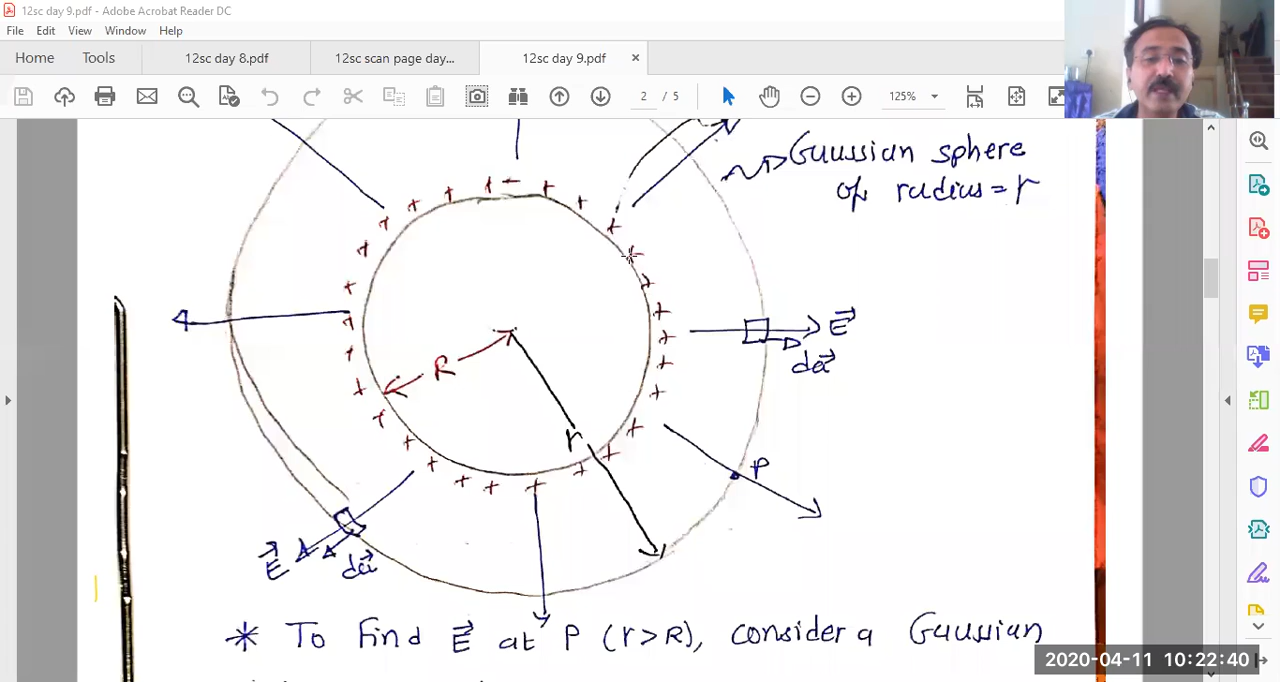 12sc day 9.pdf - Adobe Acrobat Reader DC
File Edit View Window Help
Home Tools 12sc day 8.pdf 12sc scan page day... 12sc day 9.pdf ×
2 / 5 125%
Gaussian sphere
of radius = r
E
da
R
r
P
E
da
* To Find E at P (r>R), consider a Gaussian
2020-04-11 10:22:40